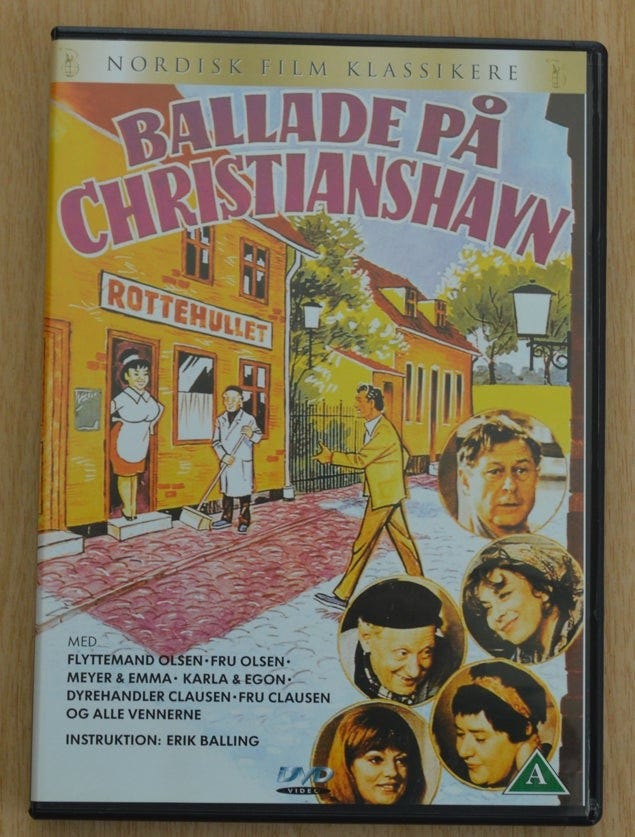 NORDISK FILM KLASSIKERE
BALLADE PÅ
CHRISTIANSHAVN
ROTTEHULLET
MED
FLYTTEMAND OLSEN • FRU OLSEN •
MEYER & EMMA • KARLA & EGON •
DYREHANDLER CLAUSEN • FRU CLAUSEN
OG ALLE VENNERNE
INSTRUKTION: ERIK BALLING
DVD
VIDEO
A